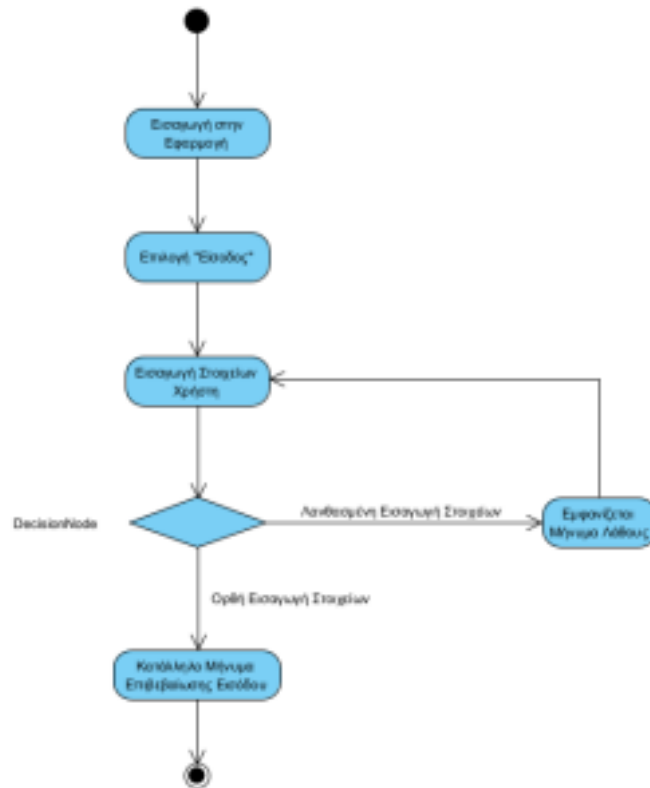 Εισαγωγή στην
Εφαρμογή
Επιλογή "Είσοδος"
Εισαγωγή Στοιχείων
Χρήστη
DecisionNode
Λανθασμένη Εισαγωγή Στοιχείων
Εμφανίζεται
Μήνυμα Λάθους
Ορθή Εισαγωγή Στοιχείων
Κατάλληλο Μήνυμα
Επιβεβαίωσης Εισόδου